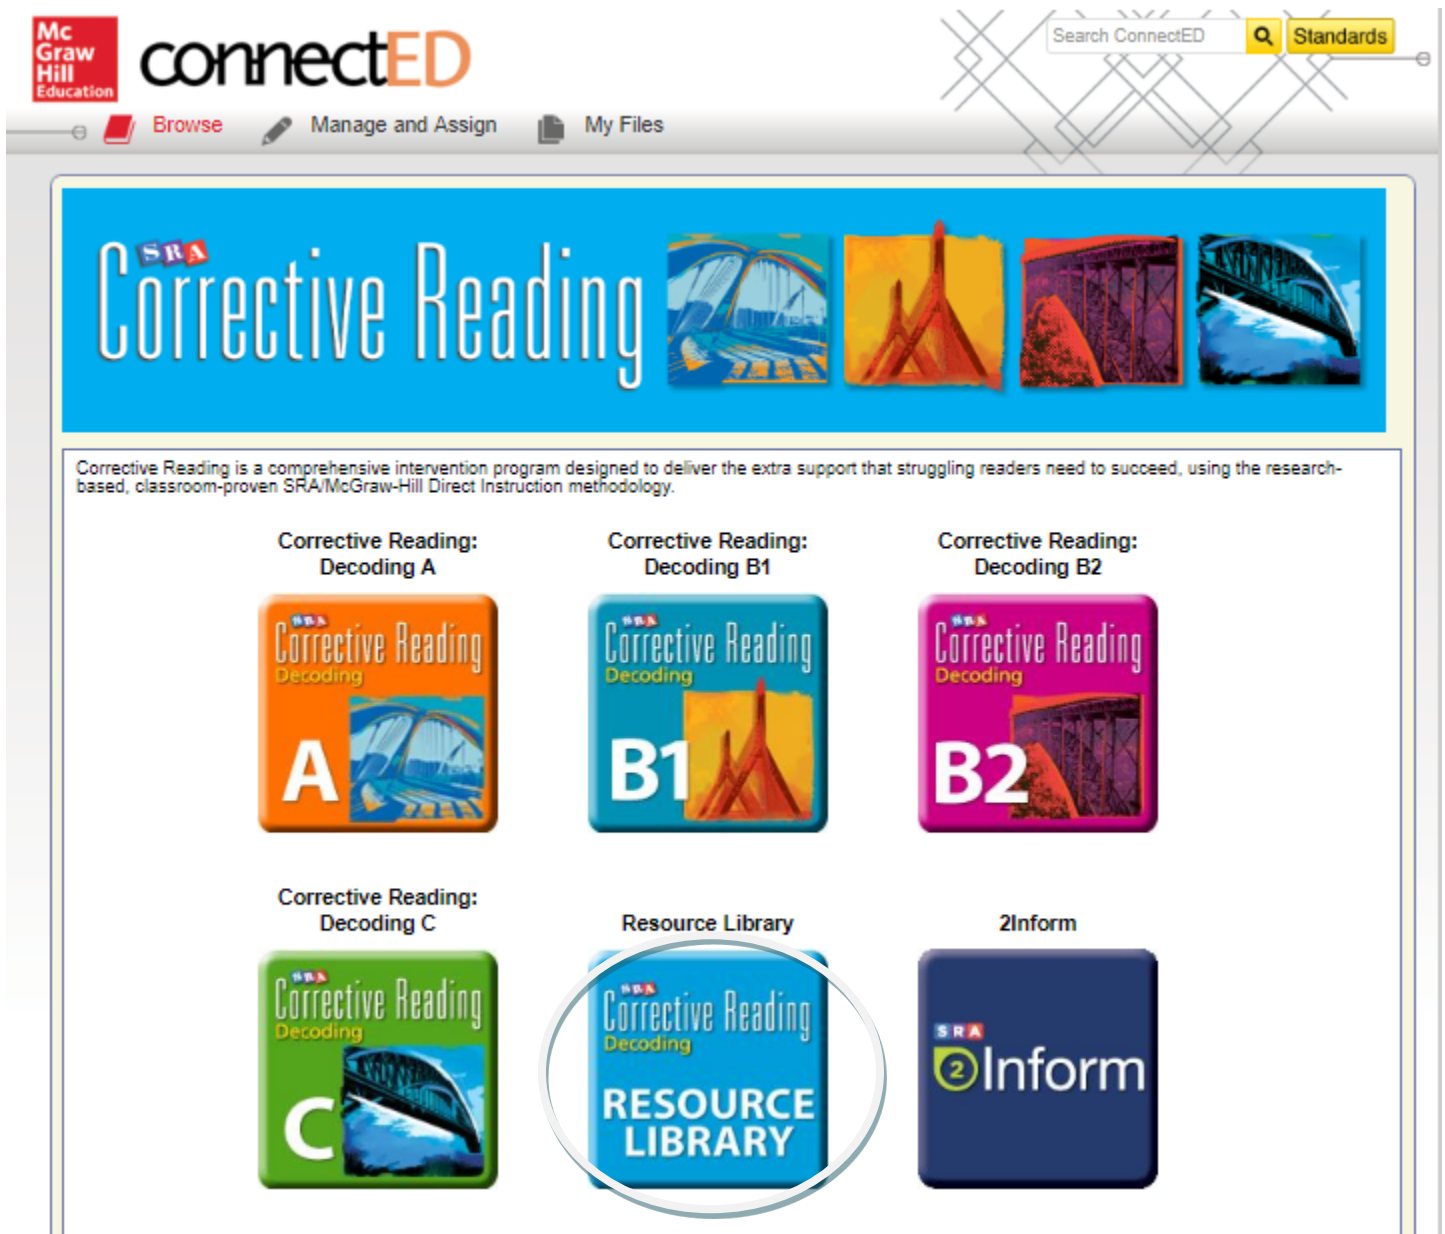 Mc
Graw
Hill
Education
connectED
Search ConnectED
Standards
Browse
Manage and Assign
My Files
SRA
Corrective Reading
Corrective Reading is a comprehensive intervention program designed to deliver the extra support that struggling readers need to succeed, using the research-
based, classroom-proven SRA/McGraw-Hill Direct Instruction methodology.
Corrective Reading:
Decoding A
Corrective Reading:
Decoding B1
Corrective Reading:
Decoding B2
SRA
Corrective Reading
Decoding
A
SRA
Corrective Reading
Decoding
B1
SRA
Corrective Reading
Decoding
B2
Corrective Reading:
Decoding C
Resource Library
2Inform
SRA
Corrective Reading
Decoding
C
SRA
Corrective Reading
Decoding
RESOURCE
LIBRARY
SRA
2Inform